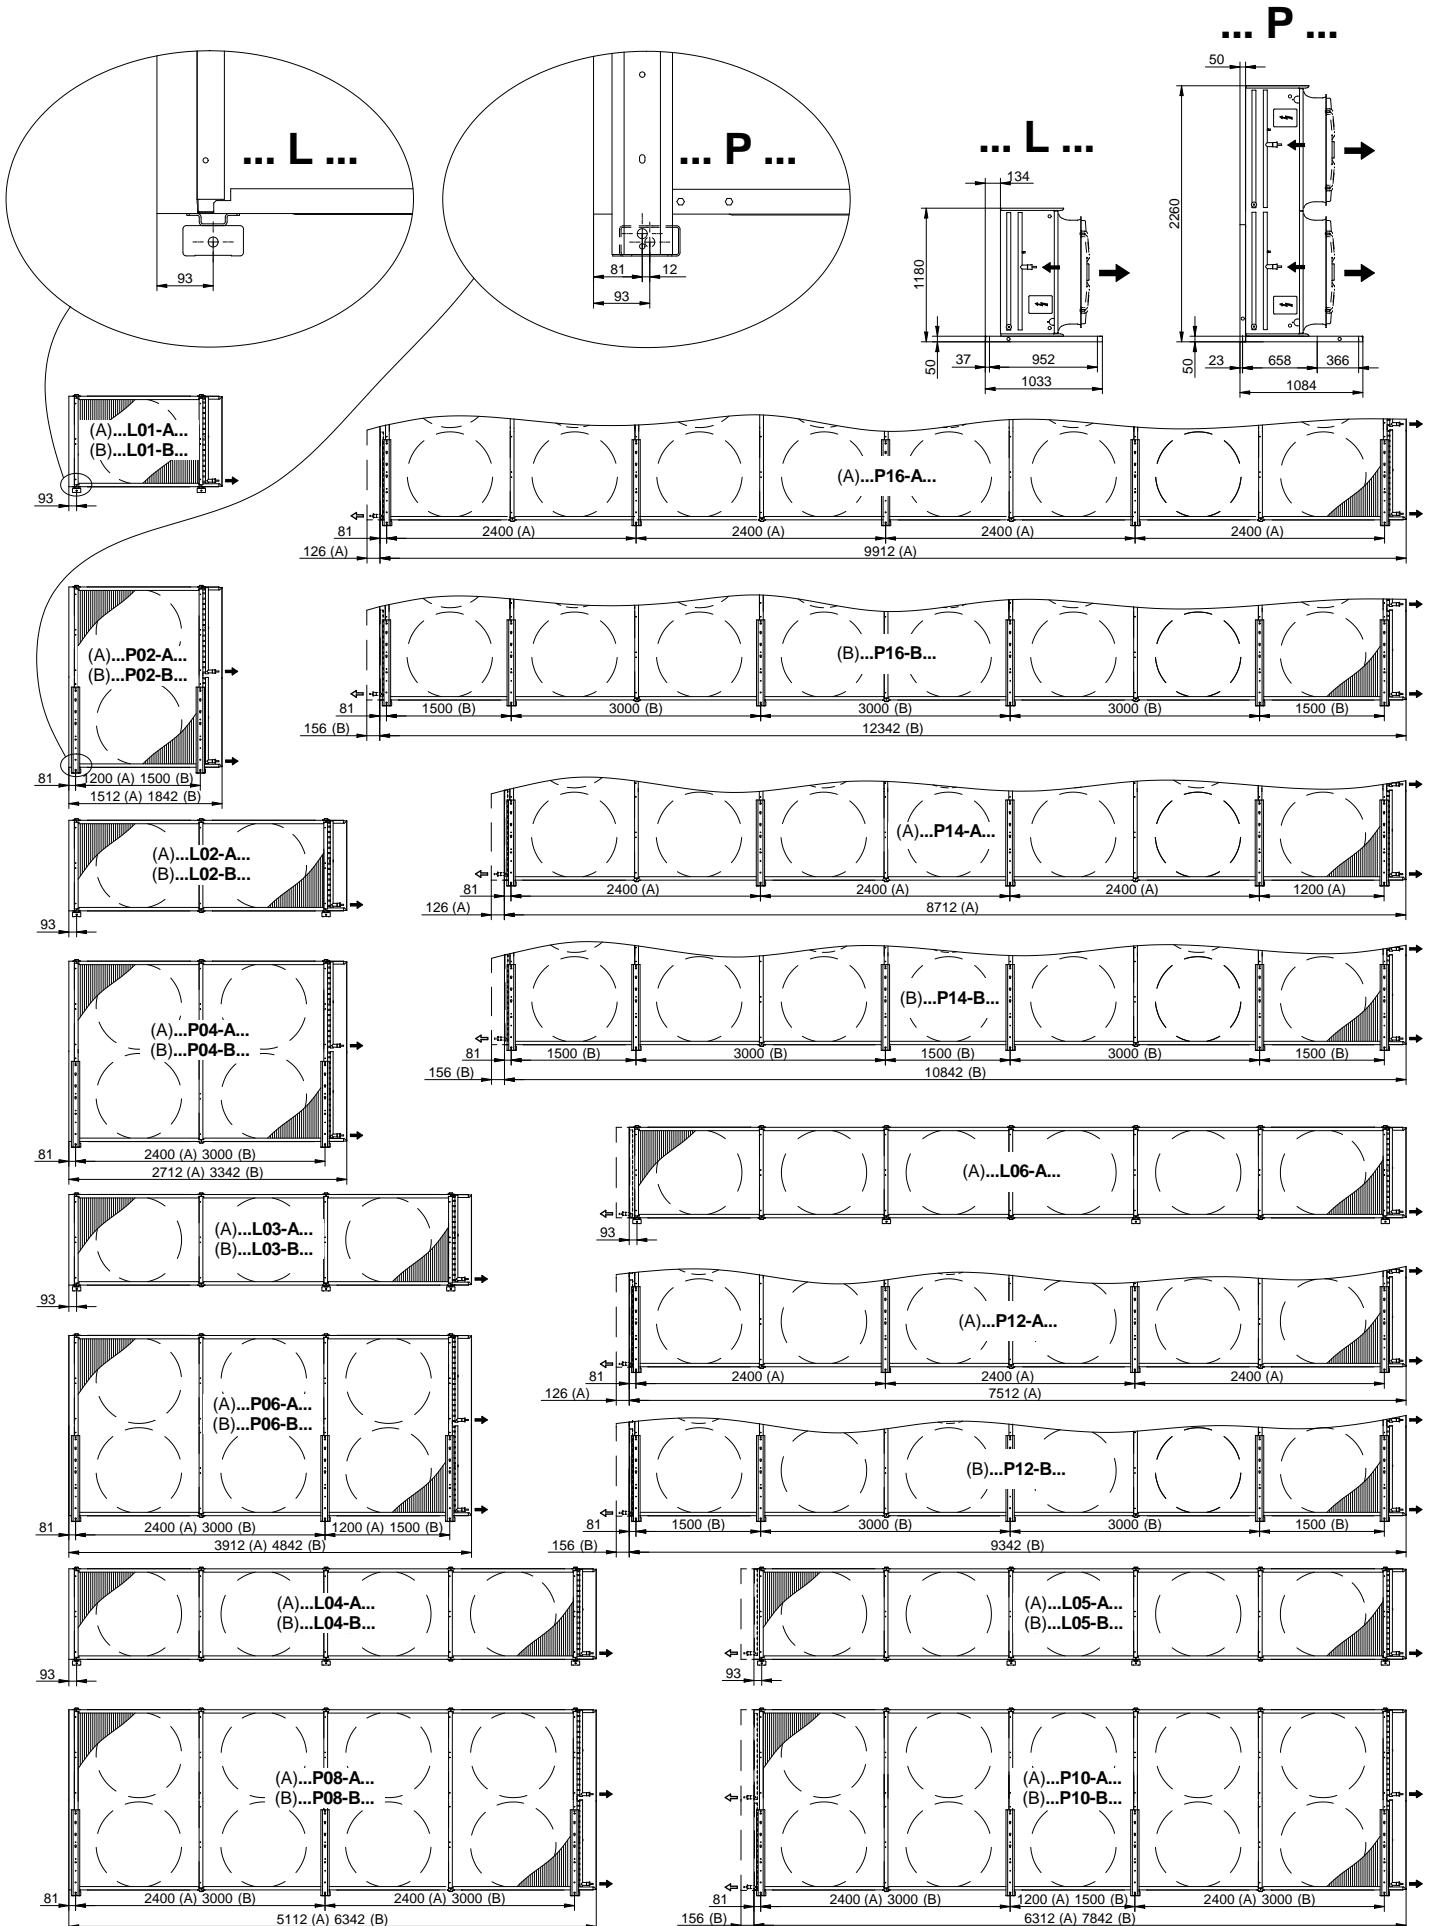 ... P ...
50
2260
50
23
658
366
1084
... L ...
134
1180
50
37
952
1033
... L ...
93
... P ...
81
12
93
(A)...L01-A...
(B)...L01-B...
93
(A)...P02-A...
(B)...P02-B...
81
1200 (A) 1500 (B)
1512 (A) 1842 (B)
(A)...L02-A...
(B)...L02-B...
93
(A)...P04-A...
(B)...P04-B...
81
2400 (A) 3000 (B)
2712 (A) 3342 (B)
(A)...L03-A...
(B)...L03-B...
93
(A)...P06-A...
(B)...P06-B...
81
2400 (A) 3000 (B)
1200 (A) 1500 (B)
3912 (A) 4842 (B)
(A)...L04-A...
(B)...L04-B...
93
(A)...P08-A...
(B)...P08-B...
81
2400 (A) 3000 (B)
2400 (A) 3000 (B)
5112 (A) 6342 (B)
(A)...P16-A...
81
2400 (A)
2400 (A)
2400 (A)
2400 (A)
126 (A)
9912 (A)
(B)...P16-B...
81
1500 (B)
3000 (B)
3000 (B)
3000 (B)
1500 (B)
156 (B)
12342 (B)
(A)...P14-A...
81
2400 (A)
2400 (A)
2400 (A)
1200 (A)
126 (A)
8712 (A)
(B)...P14-B...
81
1500 (B)
3000 (B)
1500 (B)
3000 (B)
1500 (B)
156 (B)
10842 (B)
(A)...L06-A...
93
(A)...P12-A...
81
2400 (A)
2400 (A)
2400 (A)
126 (A)
7512 (A)
(B)...P12-B...
81
1500 (B)
3000 (B)
3000 (B)
1500 (B)
156 (B)
9342 (B)
(A)...L05-A...
(B)...L05-B...
93
(A)...P10-A...
(B)...P10-B...
81
2400 (A) 3000 (B)
1200 (A) 1500 (B)
2400 (A) 3000 (B)
156 (B)
6312 (A) 7842 (B)